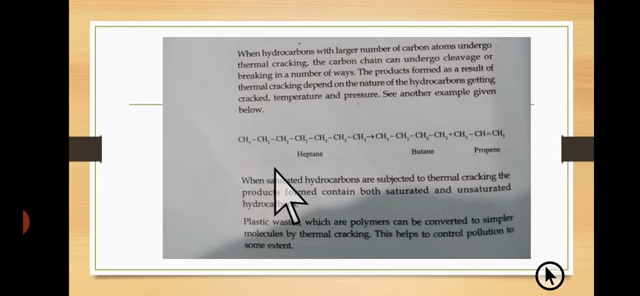 When hydrocarbons with larger number of carbon atoms undergo
thermal cracking, the carbon chain can undergo cleavage or
breaking in a number of ways. The products formed as a result of
thermal cracking depend on the nature of the hydrocarbons getting
cracked, temperature and pressure. See another example given
below.
CH₃–CH₂–CH₂–CH₂–CH₂–CH₂–CH₃→CH₃–CH₂–CH₂–CH₃+CH₃–CH=CH₂
Heptane Butane Propene
When saturated hydrocarbons are subjected to thermal cracking the
products formed contain both saturated and unsaturated
Plastic wastes, which are polymers can be converted to simpler
molecules by thermal cracking. This helps to control pollution to
some extent.